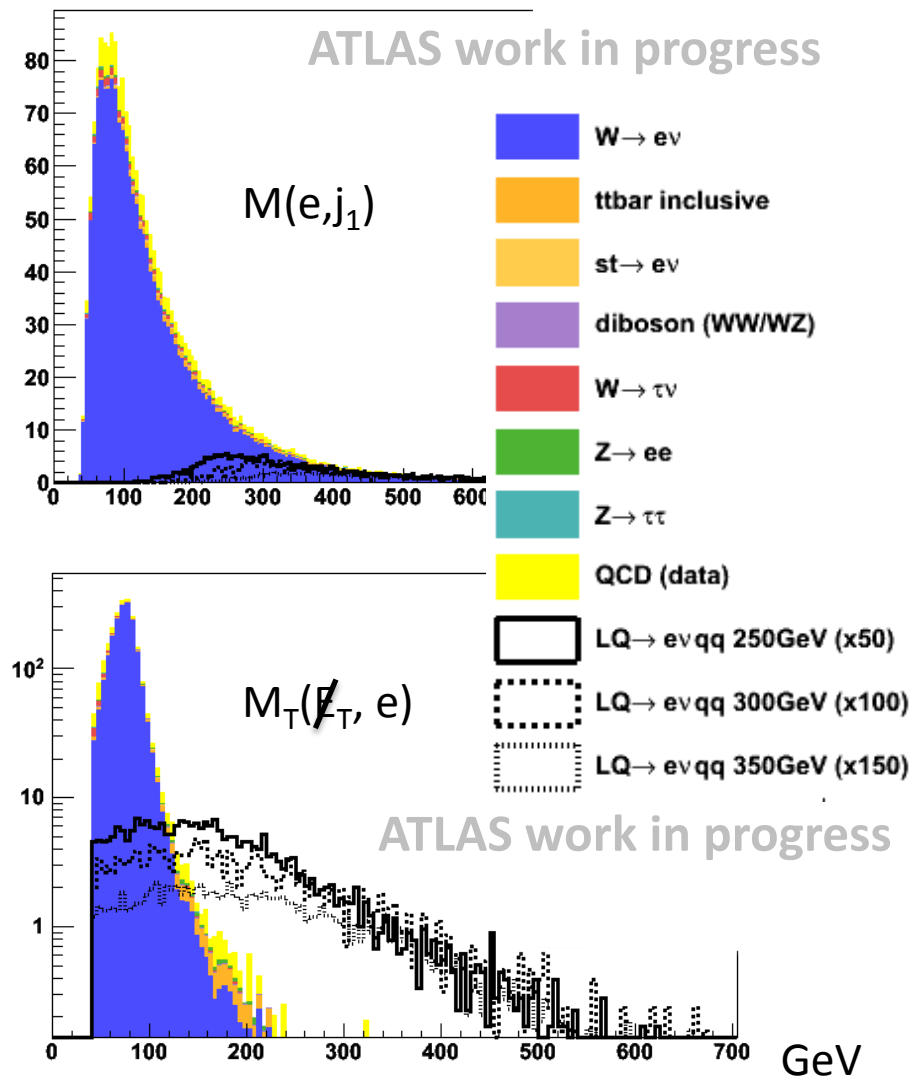 ATLAS work in progress
80
70
60
50
40
30
20
10
0
0 100 200 300 400 500 600
M(e,j₁)
W→ eν
ttbar inclusive
st→ eν
diboson (WW/WZ)
W→ τν
Z→ ee
Z→ ττ
QCD (data)
LQ→ eνqq 250GeV (x50)
LQ→ eνqq 300GeV (x100)
LQ→ eνqq 350GeV (x150)
10²
10
1
M_T(E̸_T, e)
ATLAS work in progress
0 100 200 300 400 500 600 700
GeV